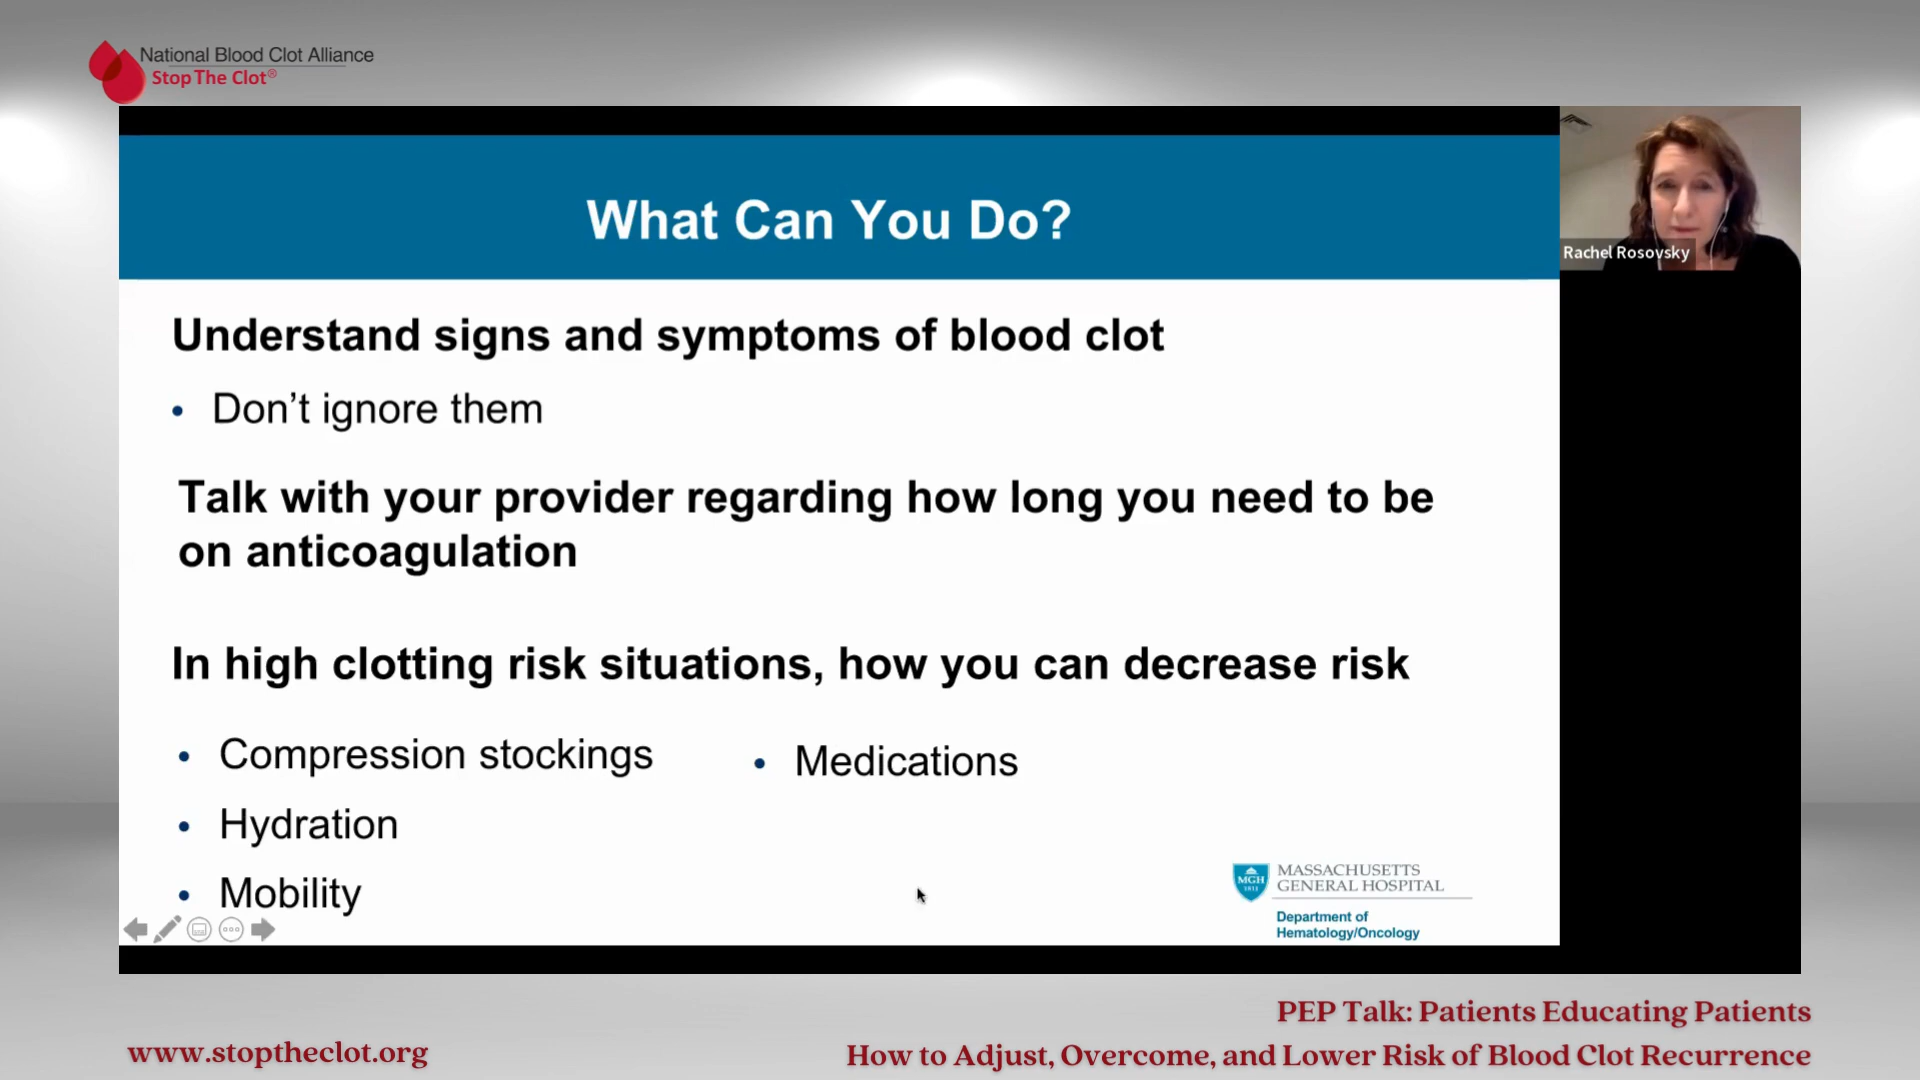 National Blood Clot Alliance
Stop The Clot®
What Can You Do?
Rachel Rosovsky
Understand signs and symptoms of blood clot
• Don’t ignore them
Talk with your provider regarding how long you need to be
on anticoagulation
In high clotting risk situations, how you can decrease risk
• Compression stockings
• Hydration
• Mobility
• Medications
MGH
1811
MASSACHUSETTS
GENERAL HOSPITAL
Department of
Hematology/Oncology
PEP Talk: Patients Educating Patients
www.stoptheclot.org
How to Adjust, Overcome, and Lower Risk of Blood Clot Recurrence